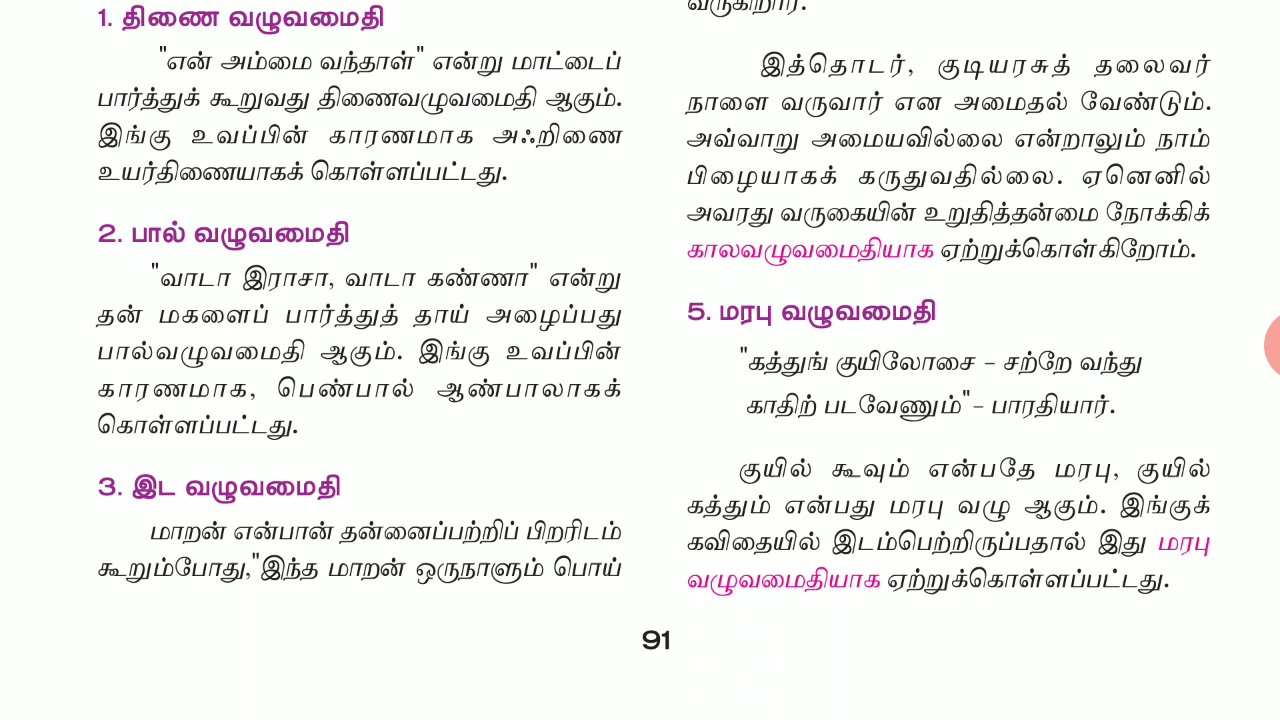 1. திணை வழுவமைதி
"என் அம்மை வந்தாள்" என்று மாட்டைப்
பார்த்துக் கூறுவது திணைவழுவமைதி ஆகும்.
இங்கு உவப்பின் காரணமாக அஃறிணை
உயர்திணையாகக் கொள்ளப்பட்டது.
2. பால் வழுவமைதி
"வாடா இராசா, வாடா கண்ணா" என்று
தன் மகளைப் பார்த்துத் தாய் அழைப்பது
பால்வழுவமைதி ஆகும். இங்கு உவப்பின்
காரணமாக, பெண்பால் ஆண்பாலாகக்
கொள்ளப்பட்டது.
3. இட வழுவமைதி
மாறன் என்பான் தன்னைப்பற்றிப் பிறரிடம்
கூறும்போது,"இந்த மாறன் ஒருநாளும் பொய்
வருகிறார்.
இத்தொடர், குடியரசுத் தலைவர்
நாளை வருவார் என அமைதல் வேண்டும்.
அவ்வாறு அமையவில்லை என்றாலும் நாம்
பிழையாகக் கருதுவதில்லை. ஏனெனில்
அவரது வருகையின் உறுதித்தன்மை நோக்கிக்
காலவழுவமைதியாக ஏற்றுக்கொள்கிறோம்.
5. மரபு வழுவமைதி
"கத்துங் குயிலோசை – சற்றே வந்து
காதிற் படவேணும்"– பாரதியார்.
குயில் கூவும் என்பதே மரபு, குயில்
கத்தும் என்பது மரபு வழு ஆகும். இங்குக்
கவிதையில் இடம்பெற்றிருப்பதால் இது மரபு
வழுவமைதியாக ஏற்றுக்கொள்ளப்பட்டது.
91